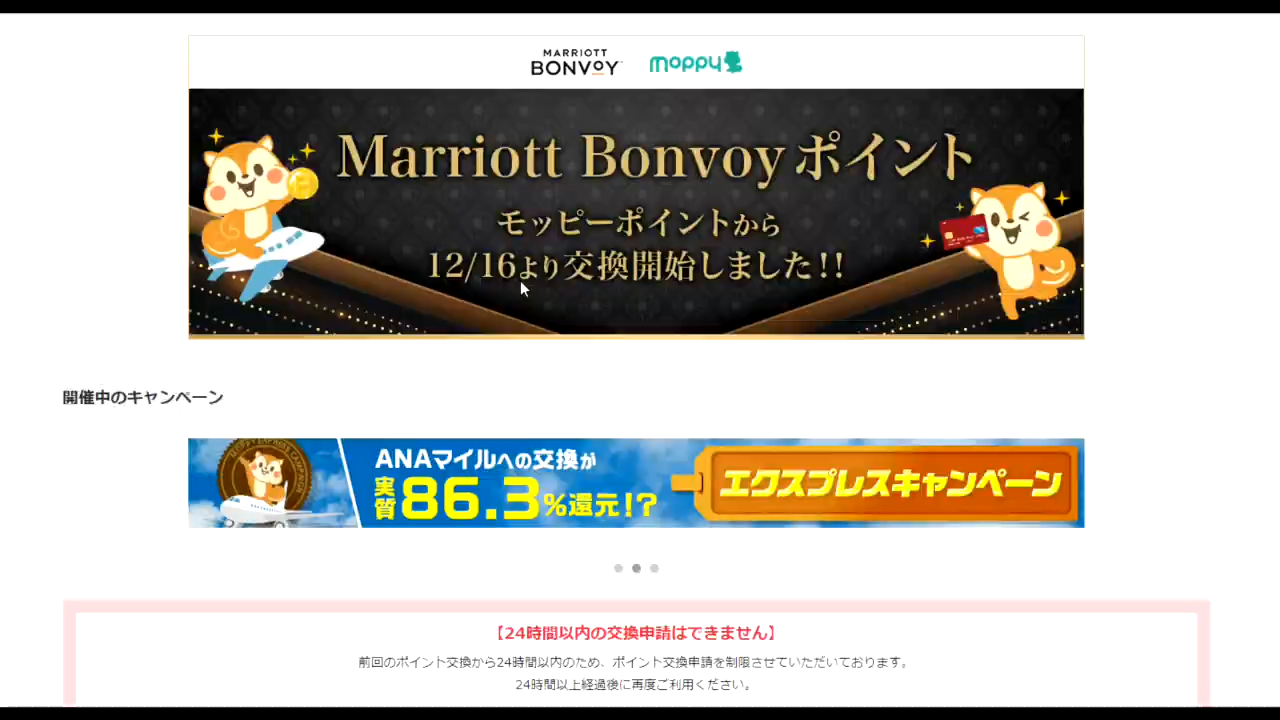 MARRIOTT
BONVOY
moppy
Marriott Bonvoyポイント
モッピーポイントから
12/16より交換開始しました!!
開催中のキャンペーン
ANAマイルへの交換が
実質86.3%還元!?
エクスプレスキャンペーン
【24時間以内の交換申請はできません】
前回のポイント交換から24時間以内のため、ポイント交換申請を制限させていただいております。
24時間以上経過後に再度ご利用ください。